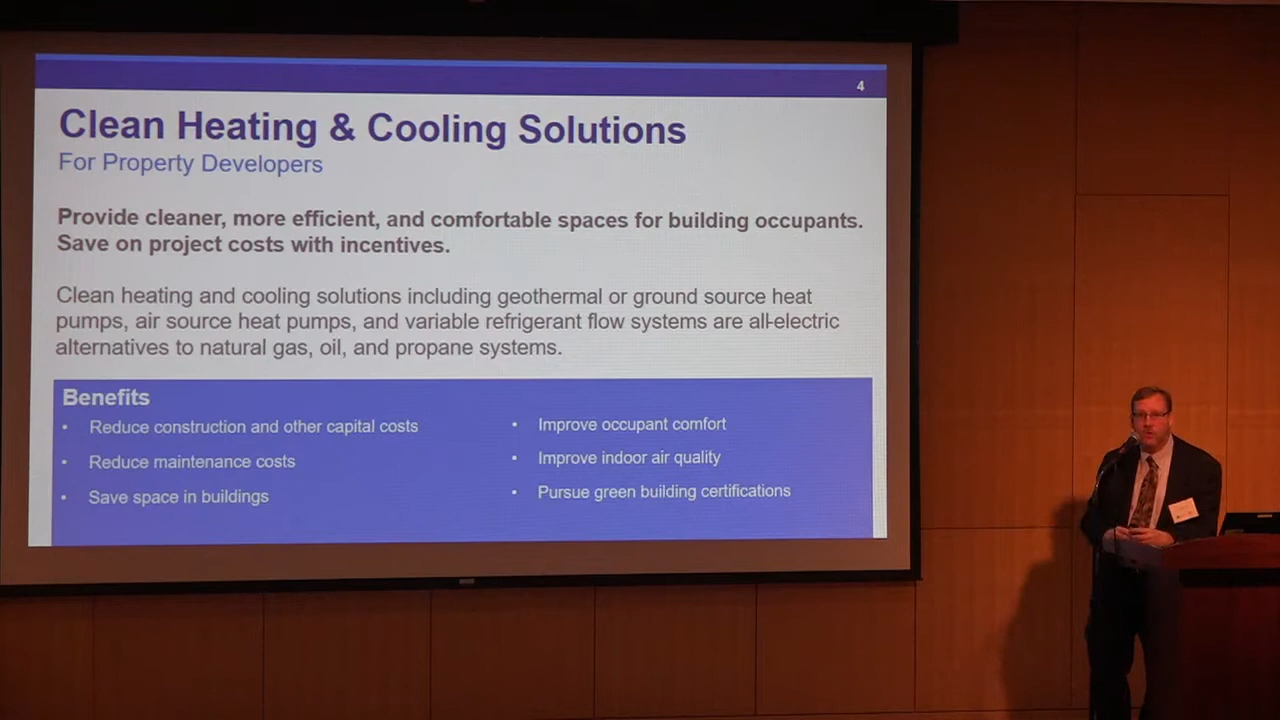 4
Clean Heating & Cooling Solutions
For Property Developers
Provide cleaner, more efficient, and comfortable spaces for building occupants.
Save on project costs with incentives.
Clean heating and cooling solutions including geothermal or ground source heat
pumps, air source heat pumps, and variable refrigerant flow systems are all-electric
alternatives to natural gas, oil, and propane systems.
Benefits
• Reduce construction and other capital costs
• Reduce maintenance costs
• Save space in buildings
• Improve occupant comfort
• Improve indoor air quality
• Pursue green building certifications